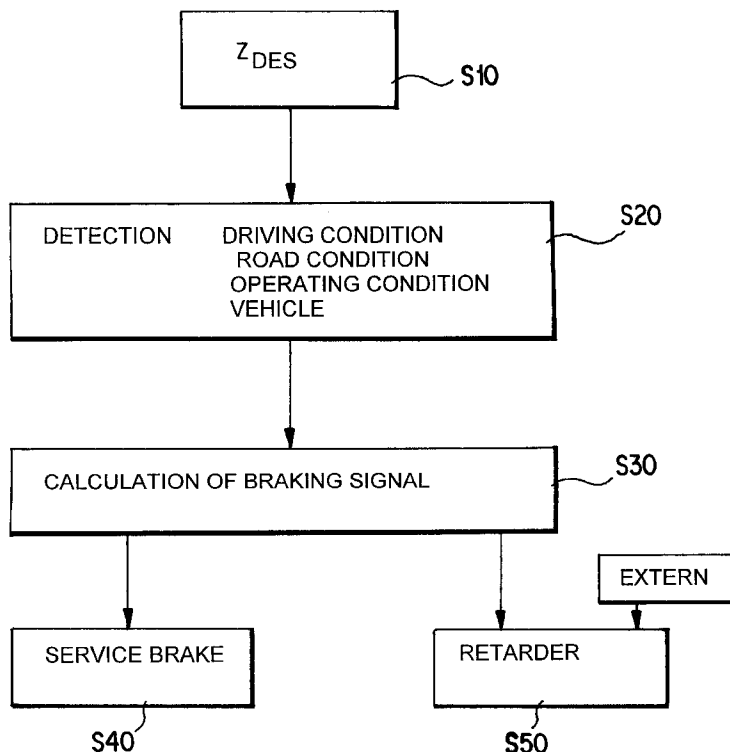 Z DES
S10
S20
DETECTION DRIVING CONDITION
ROAD CONDITION
OPERATING CONDITION
VEHICLE
S30
CALCULATION OF BRAKING SIGNAL
EXTERN
SERVICE BRAKE
RETARDER
S40
S50